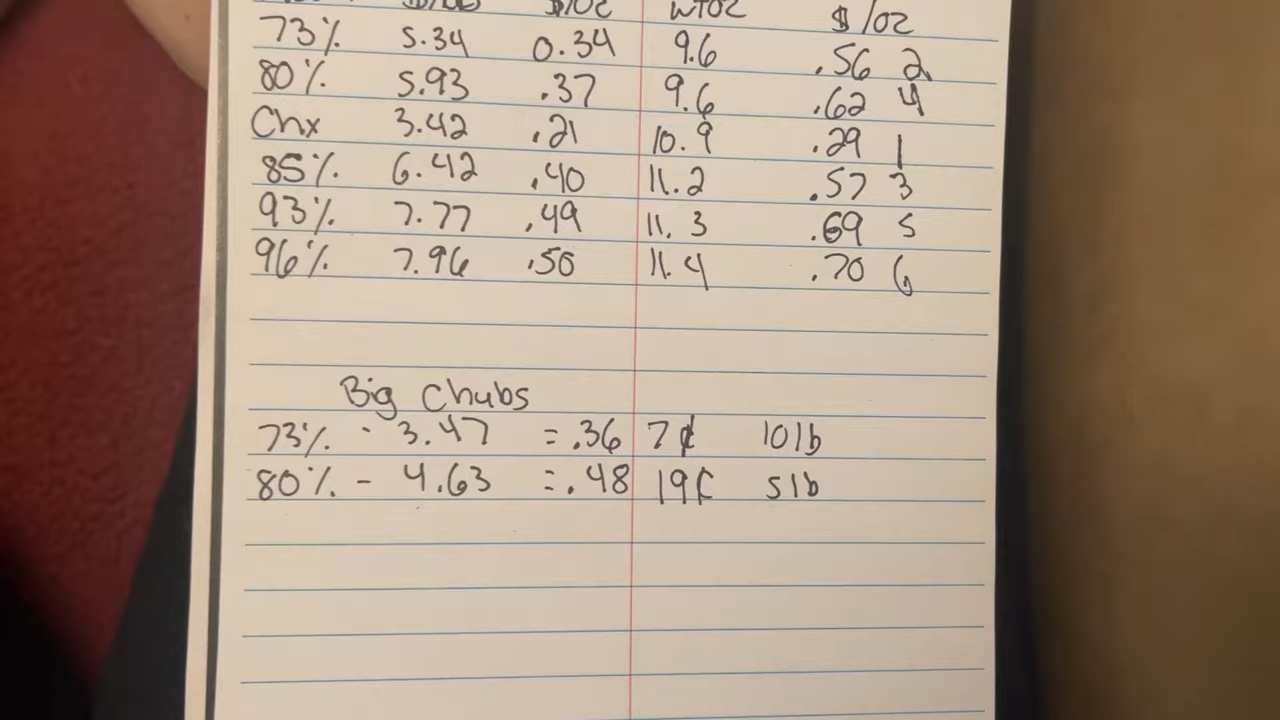 $/oz wtoz $/oz
73% 5.34 0.34 9.6 .56 2
80% 5.93 .37 9.6 .62 4
Chx 3.42 .21 10.9 .29 1
85% 6.42 .40 11.2 .57 3
93% 7.77 .49 11.3 .69 5
96% 7.96 .50 11.4 .70 6
Big Chubs
73% - 3.47 = .36 7¢ 10lb
80% - 4.63 = .48 19¢ 5lb